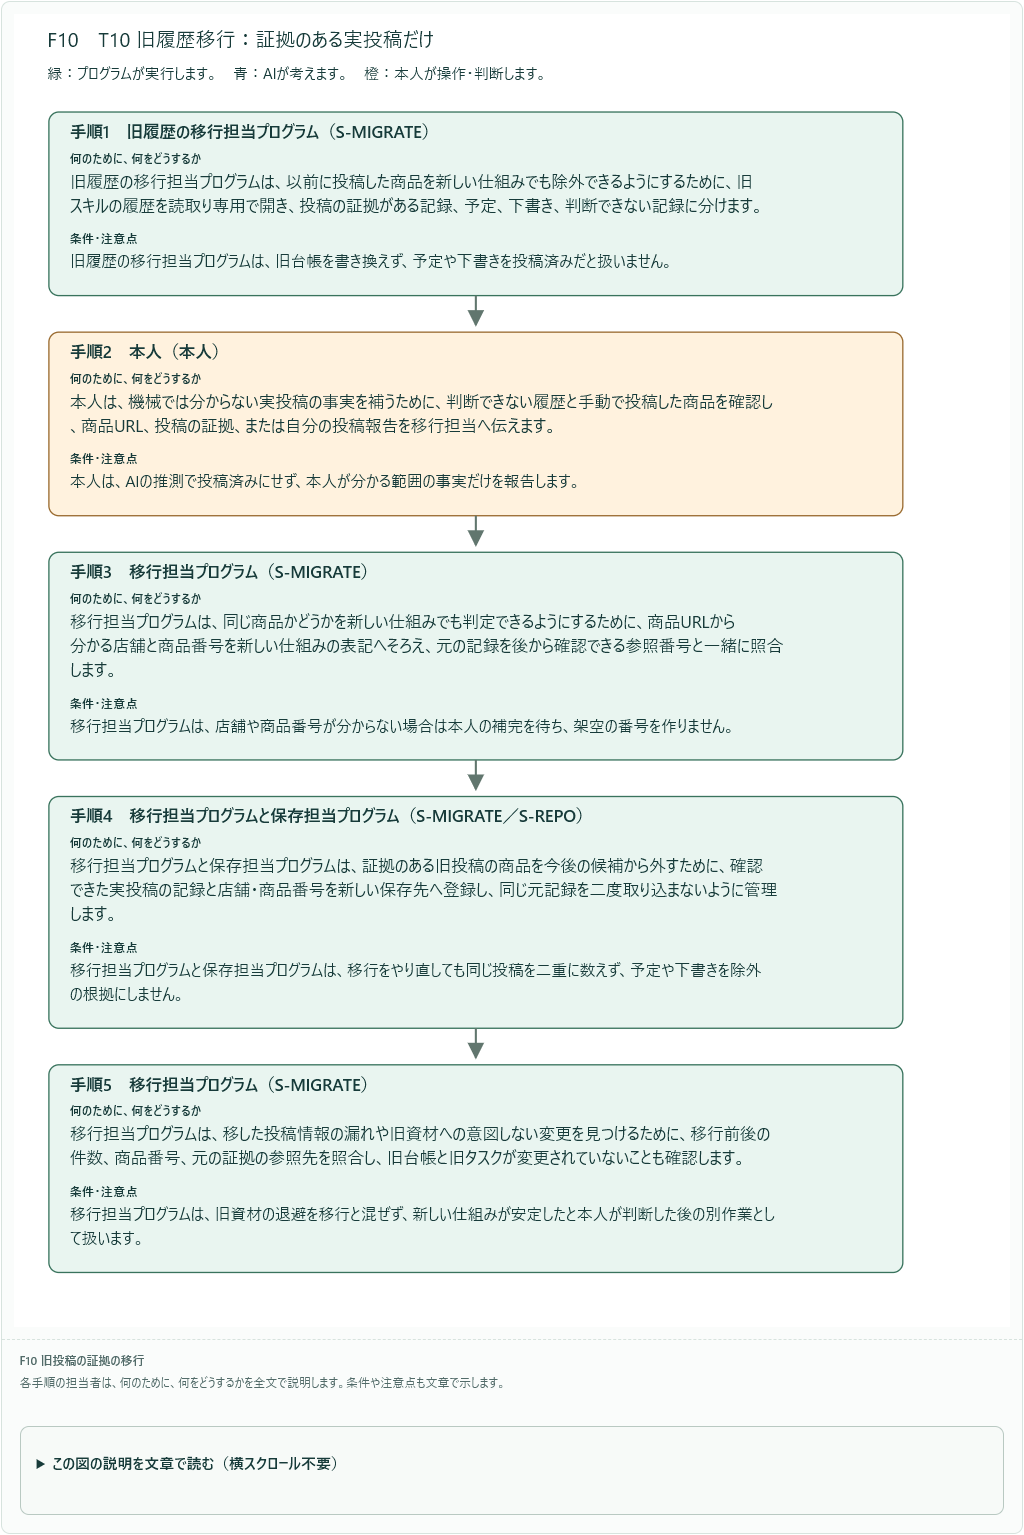 F10　T10 旧履歴移行：証拠のある実投稿だけ
緑：プログラムが実行します。　青：AIが考えます。　橙：本人が操作・判断します。
手順1　旧履歴の移行担当プログラム（S-MIGRATE）
何のために、何をどうするか
旧履歴の移行担当プログラムは、以前に投稿した商品を新しい仕組みでも除外できるようにするために、旧
スキルの履歴を読取り専用で開き、投稿の証拠がある記録、予定、下書き、判断できない記録に分けます。
条件・注意点
旧履歴の移行担当プログラムは、旧台帳を書き換えず、予定や下書きを投稿済みだと扱いません。
手順2　本人（本人）
何のために、何をどうするか
本人は、機械では分からない実投稿の事実を補うために、判断できない履歴と手動で投稿した商品を確認し
、商品URL、投稿の証拠、または自分の投稿報告を移行担当へ伝えます。
条件・注意点
本人は、AIの推測で投稿済みにせず、本人が分かる範囲の事実だけを報告します。
手順3　移行担当プログラム（S-MIGRATE）
何のために、何をどうするか
移行担当プログラムは、同じ商品かどうかを新しい仕組みでも判定できるようにするために、商品URLから
分かる店舗と商品番号を新しい仕組みの表記へそろえ、元の記録を後から確認できる参照番号と一緒に照合
します。
条件・注意点
移行担当プログラムは、店舗や商品番号が分からない場合は本人の補完を待ち、架空の番号を作りません。
手順4　移行担当プログラムと保存担当プログラム（S-MIGRATE／S-REPO）
何のために、何をどうするか
移行担当プログラムと保存担当プログラムは、証拠のある旧投稿の商品を今後の候補から外すために、確認
できた実投稿の記録と店舗・商品番号を新しい保存先へ登録し、同じ元記録を二度取り込まないように管理
します。
条件・注意点
移行担当プログラムと保存担当プログラムは、移行をやり直しても同じ投稿を二重に数えず、予定や下書きを除外
の根拠にしません。
手順5　移行担当プログラム（S-MIGRATE）
何のために、何をどうするか
移行担当プログラムは、移した投稿情報の漏れや旧資材への意図しない変更を見つけるために、移行前後の
件数、商品番号、元の証拠の参照先を照合し、旧台帳と旧タスクが変更されていないことも確認します。
条件・注意点
移行担当プログラムは、旧資材の退避を移行と混ぜず、新しい仕組みが安定したと本人が判断した後の別作業とし
て扱います。
F10 旧投稿の証拠の移行
各手順の担当者は、何のために、何をどうするかを全文で説明します。条件や注意点も文章で示します。
▶ この図の説明を文章で読む（横スクロール不要）